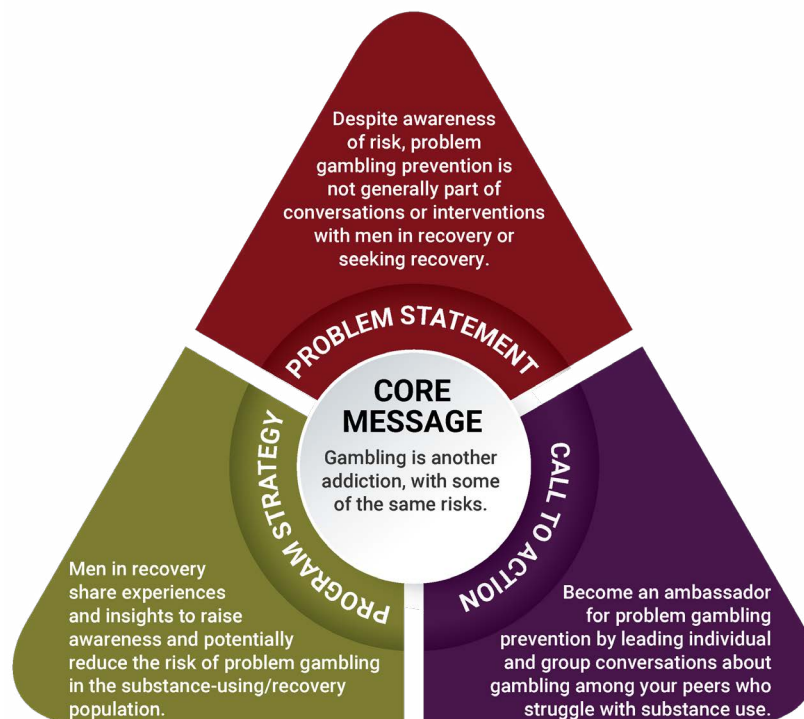 Despite awareness
of risk, problem
gambling prevention is
not generally part of
conversations or interventions
with men in recovery or
seeking recovery.
PROBLEM STATEMENT
CORE
MESSAGE
Gambling is another
addiction, with some
of the same risks.
PROGRAM STRATEGY
Men in recovery
share experiences
and insights to raise
awareness and potentially
reduce the risk of problem gambling
in the substance-using/recovery
population.
CALL TO ACTION
Become an ambassador
for problem gambling
prevention by leading individual
and group conversations about
gambling among your peers who
struggle with substance use.